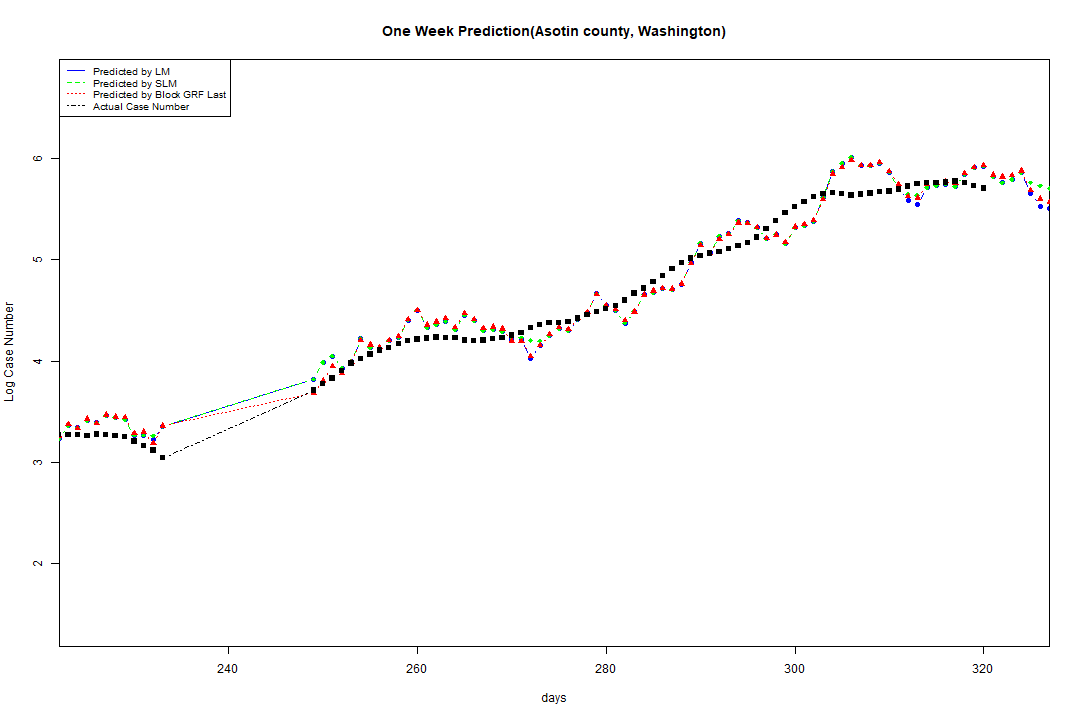 One Week Prediction(Asotin county, Washington)
Predicted by LM
Predicted by SLM
Predicted by Block GRF Last
Actual Case Number
6
5
4
3
2
Log Case Number
240 260 280 300 320
days